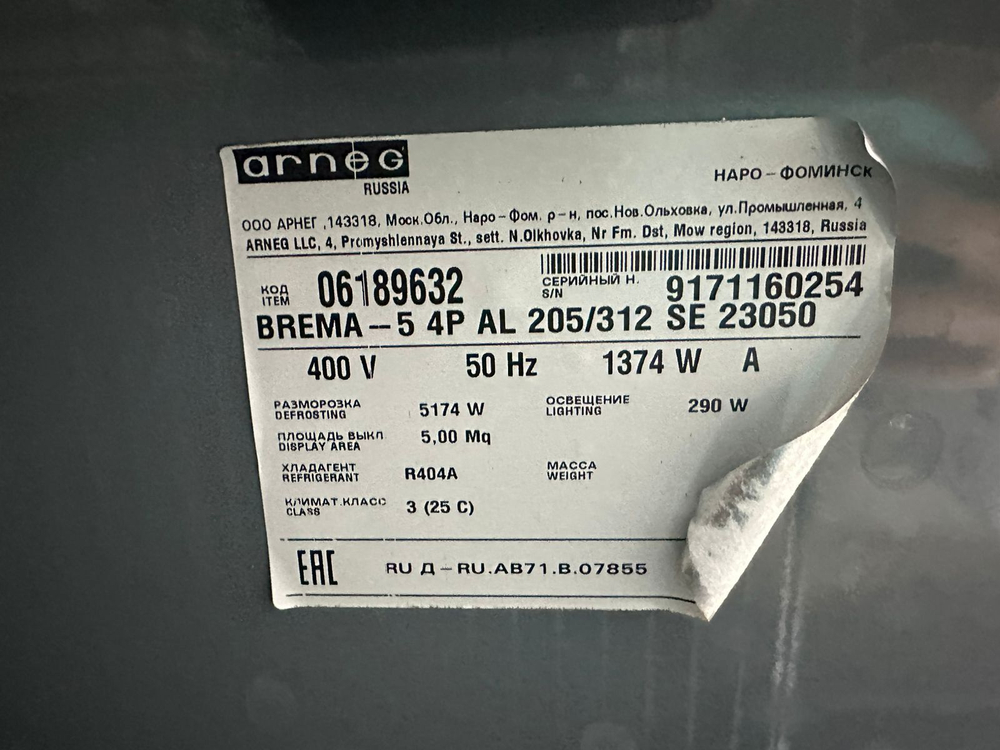 arneg
RUSSIA
НАРО-ФОМИНСК
ООО АРНЕГ ,143318, Моск.Обл., Наро-Фом. р-н, пос.Нов.Ольховка, ул.Промышленная, 4
ARNEG LLC, 4, Promyshlennaya St., sett. N.Olkhovka, Nr Fm. Dst, Mow region, 143318, Russia
КОД 06189632 СЕРИЙНЫЙ Н. 9171160254
ITEM S/N
BREMA-5 4P AL 205/312 SE 23050
400 V 50 Hz 1374 W A
РАЗМОРОЗКА 5174 W ОСВЕЩЕНИЕ 290 W
DEFROSTING LIGHTING
ПЛОЩАДЬ ВЫКЛ 5,00 Mq
DISPLAY AREA
ХЛАДАГЕНТ R404A МАССА
REFRIGERANT WEIGHT
КЛИМАТ.КЛАСС 3 (25 C)
CLASS
EAC RU Д-RU.АВ71.В.07855